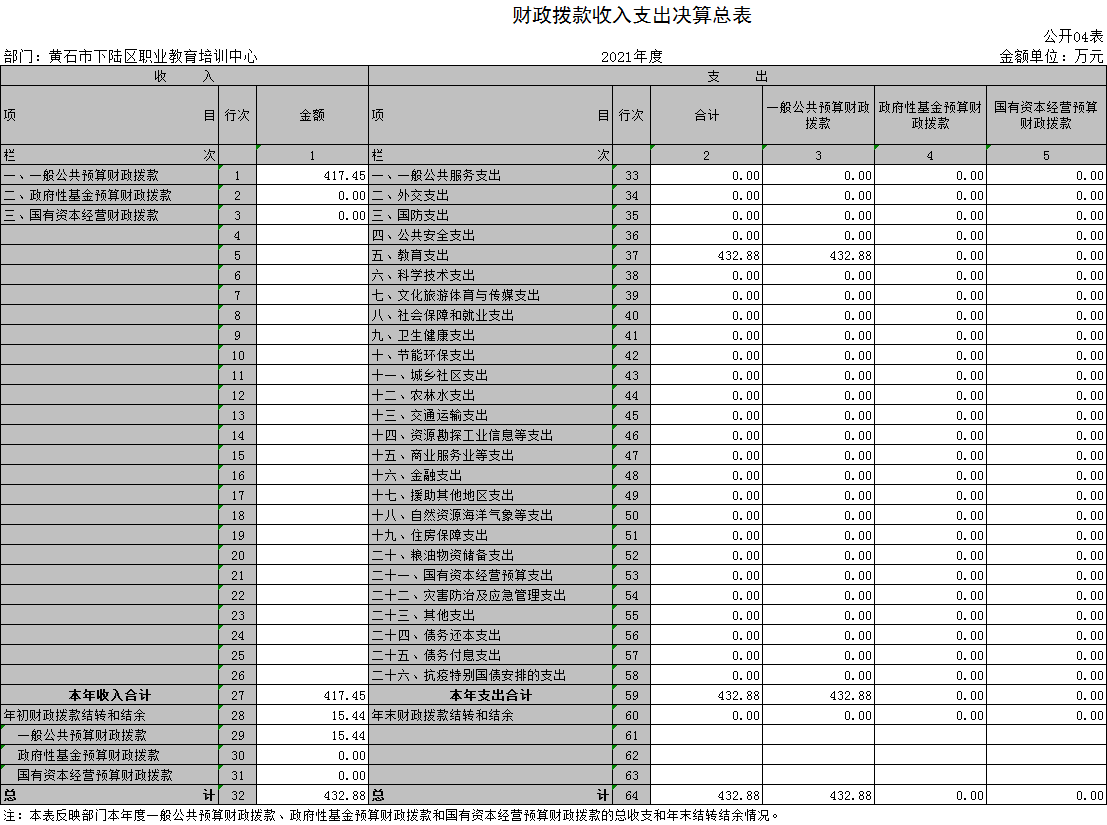 财政拨款收入支出决算总表
公开04表
部门：黄石市下陆区职业教育培训中心 2021年度 金额单位：万元
收 入 支 出
项 目 行次 金额 项 目 行次 合计 一般公共预算财政拨款 政府性基金预算财政拨款 国有资本经营预算财政拨款
栏 次 1 栏 次 2 3 4 5
一、一般公共预算财政拨款 1 417.45 一、一般公共服务支出 33 0.00 0.00 0.00 0.00
二、政府性基金预算财政拨款 2 0.00 二、外交支出 34 0.00 0.00 0.00 0.00
三、国有资本经营财政拨款 3 0.00 三、国防支出 35 0.00 0.00 0.00 0.00
4 四、公共安全支出 36 0.00 0.00 0.00 0.00
5 五、教育支出 37 432.88 432.88 0.00 0.00
6 六、科学技术支出 38 0.00 0.00 0.00 0.00
7 七、文化旅游体育与传媒支出 39 0.00 0.00 0.00 0.00
8 八、社会保障和就业支出 40 0.00 0.00 0.00 0.00
9 九、卫生健康支出 41 0.00 0.00 0.00 0.00
10 十、节能环保支出 42 0.00 0.00 0.00 0.00
11 十一、城乡社区支出 43 0.00 0.00 0.00 0.00
12 十二、农林水支出 44 0.00 0.00 0.00 0.00
13 十三、交通运输支出 45 0.00 0.00 0.00 0.00
14 十四、资源勘探工业信息等支出 46 0.00 0.00 0.00 0.00
15 十五、商业服务业等支出 47 0.00 0.00 0.00 0.00
16 十六、金融支出 48 0.00 0.00 0.00 0.00
17 十七、援助其他地区支出 49 0.00 0.00 0.00 0.00
18 十八、自然资源海洋气象等支出 50 0.00 0.00 0.00 0.00
19 十九、住房保障支出 51 0.00 0.00 0.00 0.00
20 二十、粮油物资储备支出 52 0.00 0.00 0.00 0.00
21 二十一、国有资本经营预算支出 53 0.00 0.00 0.00 0.00
22 二十二、灾害防治及应急管理支出 54 0.00 0.00 0.00 0.00
23 二十三、其他支出 55 0.00 0.00 0.00 0.00
24 二十四、债务还本支出 56 0.00 0.00 0.00 0.00
25 二十五、债务付息支出 57 0.00 0.00 0.00 0.00
26 二十六、抗疫特别国债安排的支出 58 0.00 0.00 0.00 0.00
本年收入合计 27 417.45 本年支出合计 59 432.88 432.88 0.00 0.00
年初财政拨款结转和结余 28 15.44 年末财政拨款结转和结余 60 0.00 0.00 0.00 0.00
一般公共预算财政拨款 29 15.44 61
政府性基金预算财政拨款 30 0.00 62
国有资本经营预算财政拨款 31 0.00 63
总 计 32 432.88 总 计 64 432.88 432.88 0.00 0.00
注：本表反映部门本年度一般公共预算财政拨款、政府性基金预算财政拨款和国有资本经营预算财政拨款的总收支和年末结转结余情况。